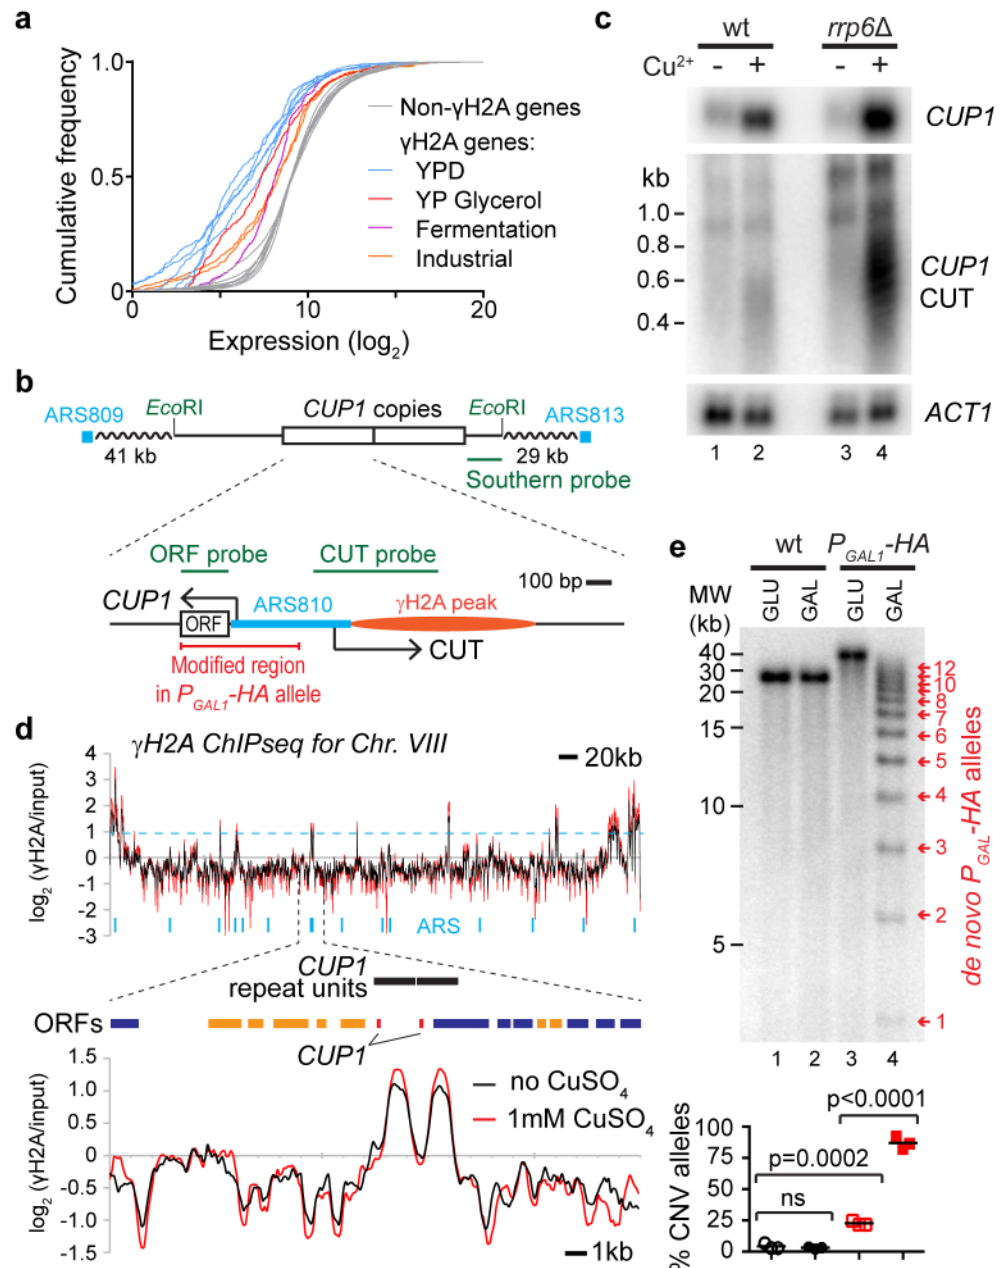 a
Cumulative frequency
1.0
0.5
0
0
10
20
Expression (log2)
Non-γH2A genes
γH2A genes:
YPD
YP Glycerol
Fermentation
Industrial
b
ARS809
EcoRI
CUP1 copies
EcoRI
ARS813
41 kb
29 kb
Southern probe
ORF probe
CUT probe
100 bp
CUP1
ARS810
γH2A peak
ORF
CUT
Modified region
in PGAL1-HA allele
c
wt
rrp6Δ
Cu2+
- + - +
CUP1
kb
1.0
0.8
0.6
0.4
CUP1
CUT
ACT1
1 2 3 4
d
γH2A ChIPseq for Chr. VIII
20kb
log2 (γH2A/input)
4
3
2
1
0
-1
-2
-3
ARS
CUP1
repeat units
ORFs
CUP1
log2 (γH2A/input)
1.5
1.0
0.5
0
-0.5
-1.0
-1.5
no CuSO4
1mM CuSO4
1kb
e
wt
PGAL1-HA
MW
(kb)
GLU
GAL
GLU
GAL
40
30
20
15
10
5
12
10
8
7
6
5
4
3
2
1
de novo PGAL-HA alleles
1 2 3 4
% CNV alleles
100
75
50
25
0
p<0.0001
p=0.0002
ns